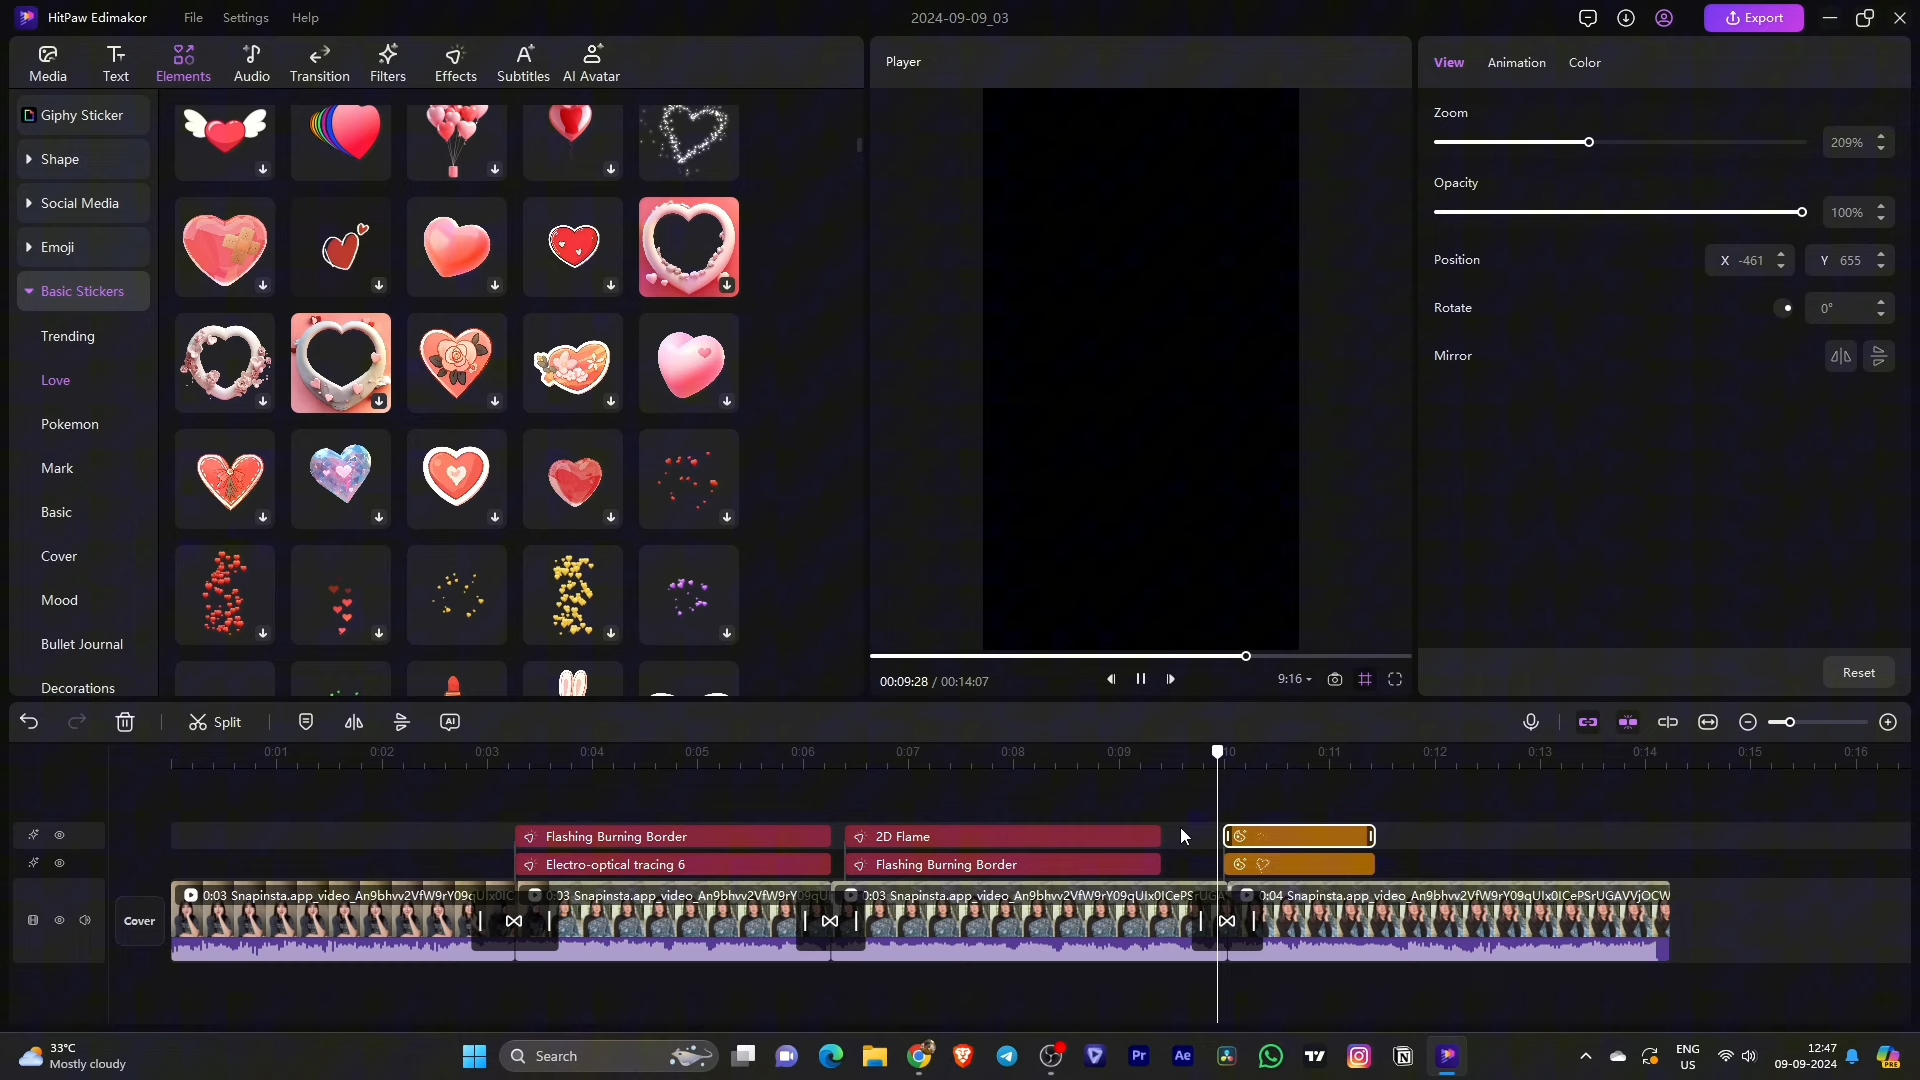 HitPaw Edimakor
File
Settings
Help
2024-09-09_03
Export
Media
Text
Elements
Audio
Transition
Filters
Effects
Subtitles
AI Avatar
Giphy Sticker
Shape
Social Media
Emoji
Basic Stickers
Trending
Love
Pokemon
Mark
Basic
Cover
Mood
Bullet Journal
Decorations
Player
00:09:28 / 00:14:07
9:16
View
Animation
Color
Zoom
209%
Opacity
100%
Position
X -461
Y 655
Rotate
0°
Mirror
Reset
Split
AI
0:01
0:02
0:03
0:04
0:05
0:06
0:07
0:08
0:09
10
0:11
0:12
0:13
0:14
0:15
0:16
Flashing Burning Border
2D Flame
Electro-optical tracing 6
Flashing Burning Border
Cover
0:03 Snapinsta.app_video_An9bhvv2VfW9rY09q
0:03 Snapinsta.app_video_An9bhvv2VfW9rY
0:03 Snapinsta.app_video_An9bhvv2VfW9rY09qUIx0ICePS
0:04 Snapinsta.app_video_An9bhvv2VfW9rY09qUIx0ICePSrUGAVVjOCW
33°C
Mostly cloudy
Search
Pr
Ae
ENG
US
12:47
09-09-2024
PRE